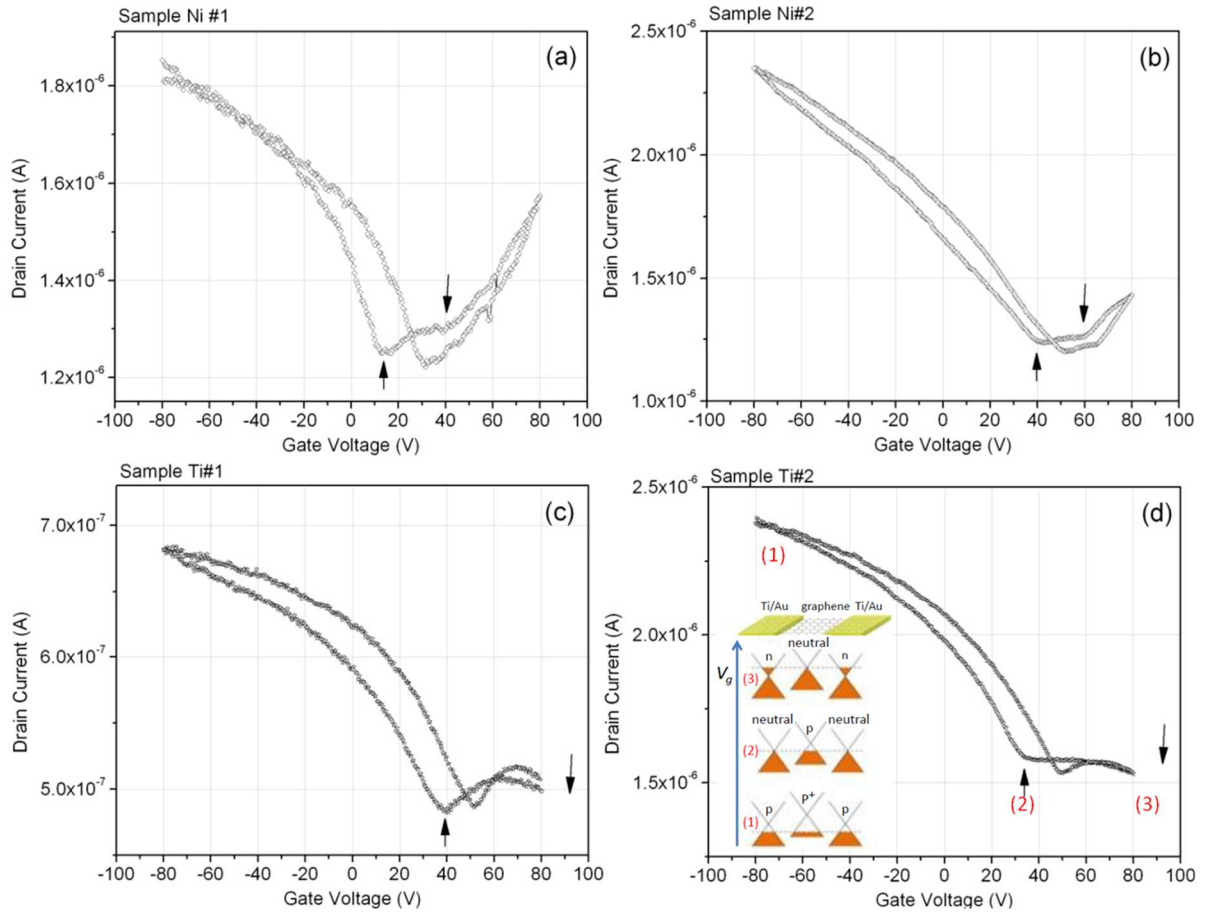 Sample Ni #1
(a)
1.8x10⁻⁶
1.6x10⁻⁶
1.4x10⁻⁶
1.2x10⁻⁶
Drain Current (A)
-100 -80 -60 -40 -20 0 20 40 60 80 100
Gate Voltage (V)
Sample Ni#2
(b)
2.5x10⁻⁶
2.0x10⁻⁶
1.5x10⁻⁶
1.0x10⁻⁶
Drain Current (A)
-100 -80 -60 -40 -20 0 20 40 60 80 100
Gate Voltage (V)
Sample Ti#1
(c)
7.0x10⁻⁷
6.0x10⁻⁷
5.0x10⁻⁷
Drain Current (A)
-100 -80 -60 -40 -20 0 20 40 60 80 100
Gate Voltage (V)
Sample Ti#2
(d)
2.5x10⁻⁶
2.0x10⁻⁶
1.5x10⁻⁶
Drain Current (A)
(1)
Ti/Au graphene Ti/Au
neutral
n n
(3)
Vg
neutral neutral
p
(2)
p⁺
p p
(1)
(2) (3)
-100 -80 -60 -40 -20 0 20 40 60 80 100
Gate Voltage (V)